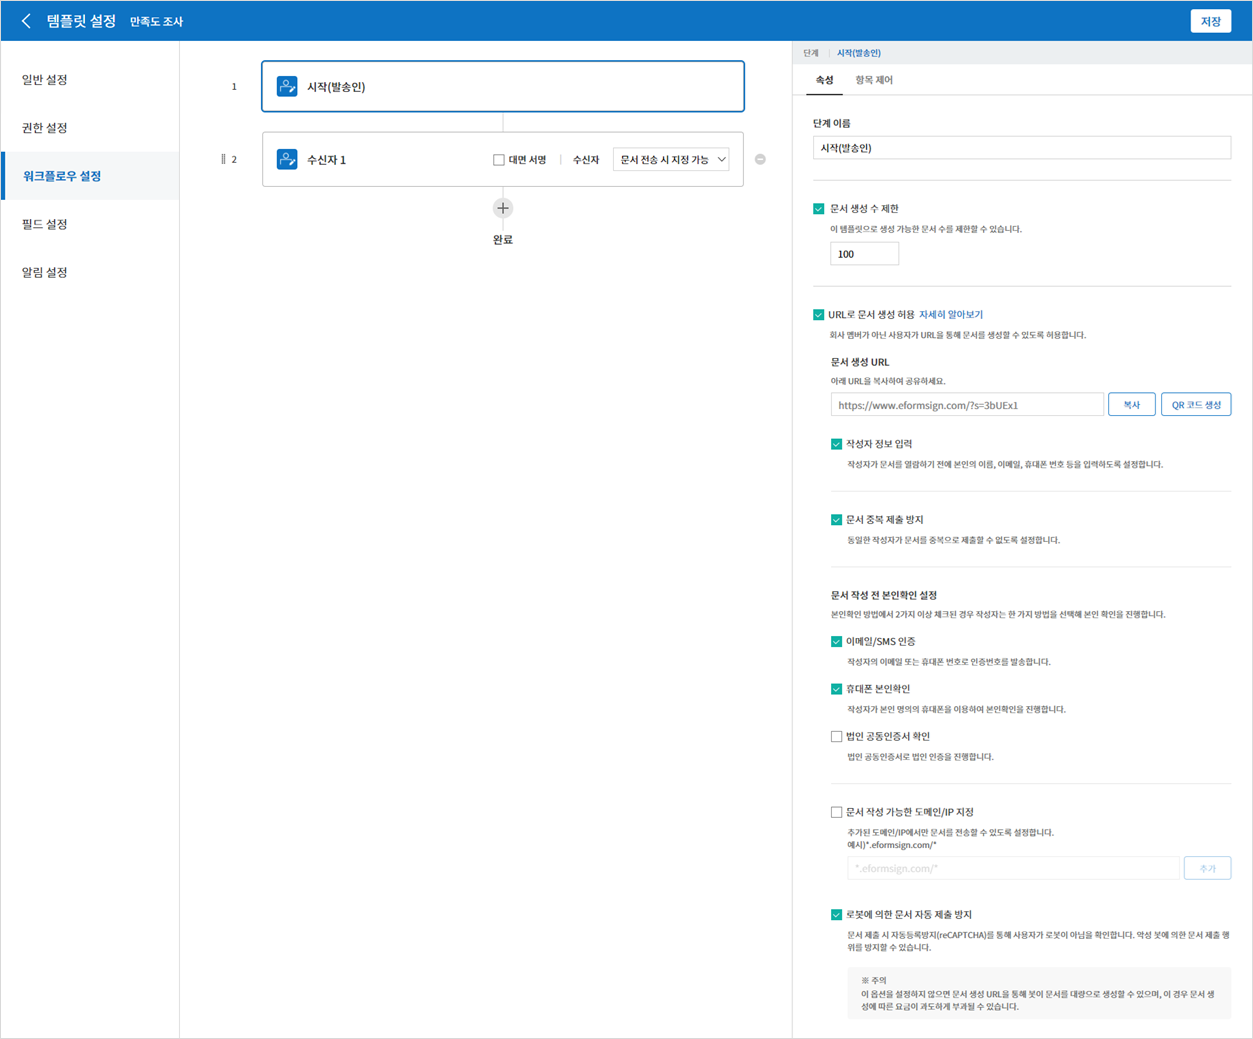 템플릿 설정 만족도 조사
저장
일반 설정
권한 설정
워크플로우 설정
필드 설정
알림 설정
1
시작(발송인)
2
수신자 1
대면 서명
수신자
문서 전송 시 지정 가능
완료
단계
시작(발송인)
속성
항목 제어
단계 이름
시작(발송인)
문서 생성 수 제한
이 템플릿으로 생성 가능한 문서 수를 제한할 수 있습니다.
100
URL로 문서 생성 허용 자세히 알아보기
회사 멤버가 아닌 사용자가 URL을 통해 문서를 생성할 수 있도록 허용합니다.
문서 생성 URL
아래 URL을 복사하여 공유하세요.
https://www.eformsign.com/?s=3bUEx1
복사
QR 코드 생성
작성자 정보 입력
작성자가 문서를 열람하기 전에 본인의 이름, 이메일, 휴대폰 번호 등을 입력하도록 설정합니다.
문서 중복 제출 방지
동일한 작성자가 문서를 중복으로 제출할 수 없도록 설정합니다.
문서 작성 전 본인확인 설정
본인확인 방법에서 2가지 이상 체크된 경우 작성자는 한 가지 방법을 선택해 본인 확인을 진행합니다.
이메일/SMS 인증
작성자의 이메일 또는 휴대폰 번호로 인증번호를 발송합니다.
휴대폰 본인확인
작성자가 본인 명의의 휴대폰을 이용하여 본인확인을 진행합니다.
법인 공동인증서 확인
법인 공동인증서로 법인 인증을 진행합니다.
문서 작성 가능한 도메인/IP 지정
추가된 도메인/IP에서만 문서를 전송할 수 있도록 설정합니다.
예시)*.eformsign.com/*
*.eformsign.com/*
추가
로봇에 의한 문서 자동 제출 방지
문서 제출 시 자동등록방지(reCAPTCHA)를 통해 사용자가 로봇이 아님을 확인합니다. 악성 봇에 의한 문서 제출 행
위를 방지할 수 있습니다.
※ 주의
이 옵션을 설정하지 않으면 문서 생성 URL을 통해 봇이 문서를 대량으로 생성할 수 있으며, 이 경우 문서 생
성에 따른 요금이 과도하게 부과될 수 있습니다.